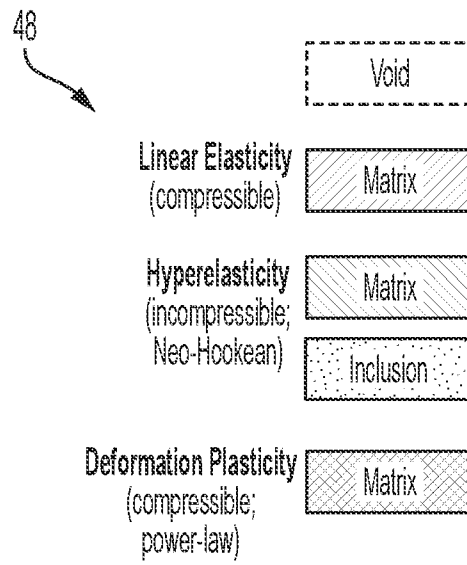 48
Void
Linear Elasticity
(compressible)
Matrix
Hyperelasticity
(incompressible;
Neo-Hookean)
Matrix
Inclusion
Deformation Plasticity
(compressible;
power-law)
Matrix